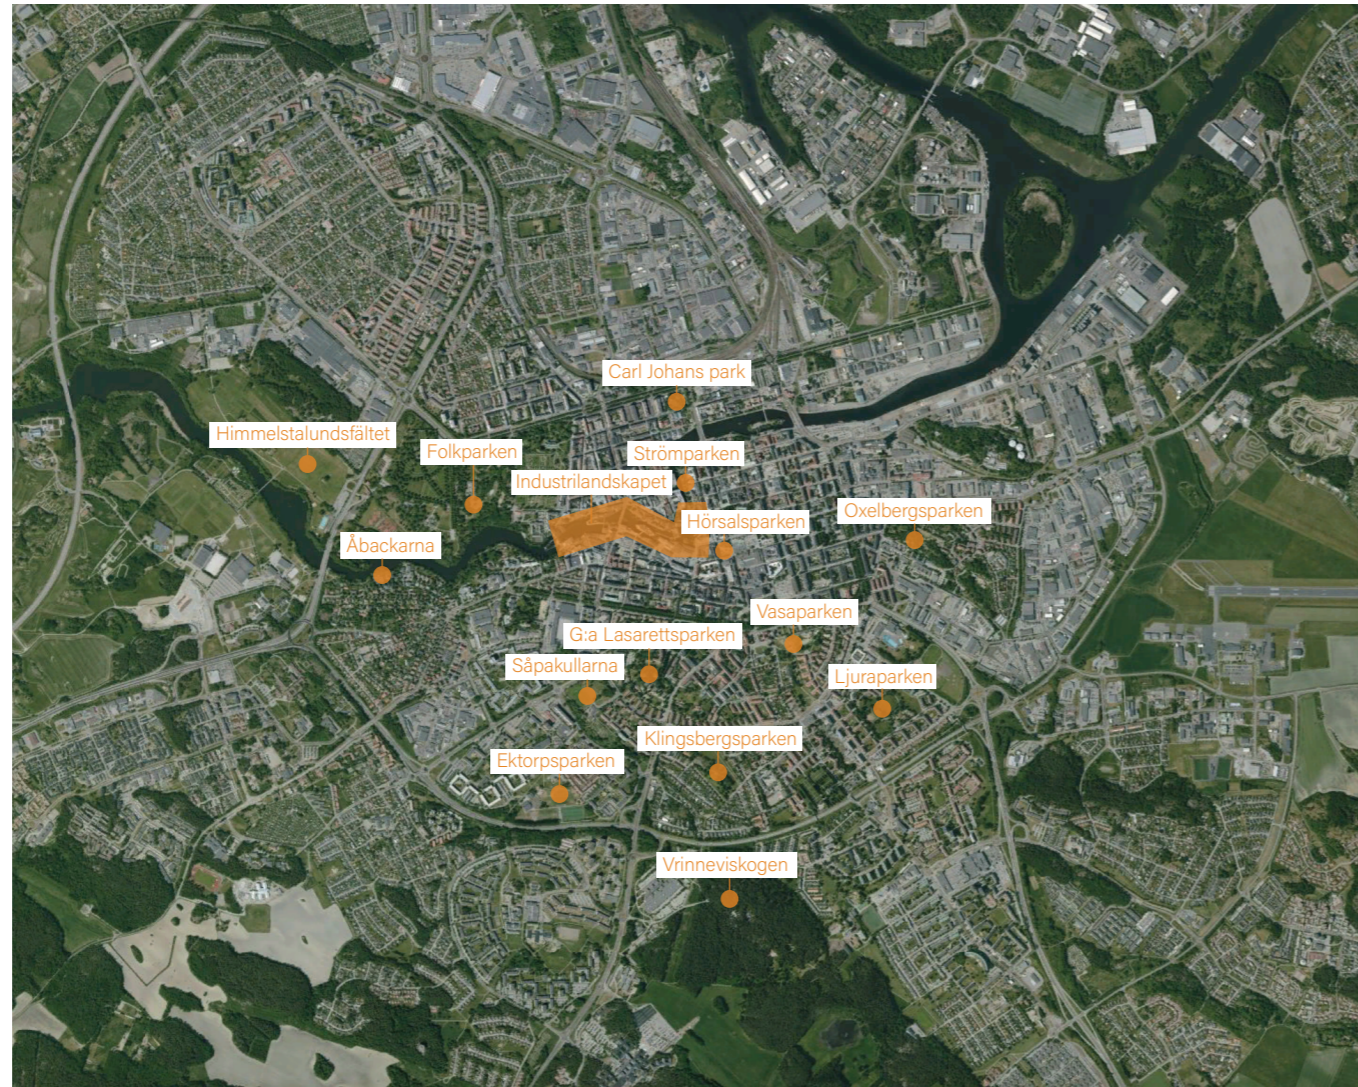 Carl Johans park
Himmelstalundsfältet
Folkparken
Strömparken
Industrilandskapet
Hörsalsparken
Oxelbergsparken
Åbackarna
Vasaparken
G:a Lasarettsparken
Såpakullarna
Ljuraparken
Klingsbergsparken
Ektorpsparken
Vrinneviskogen